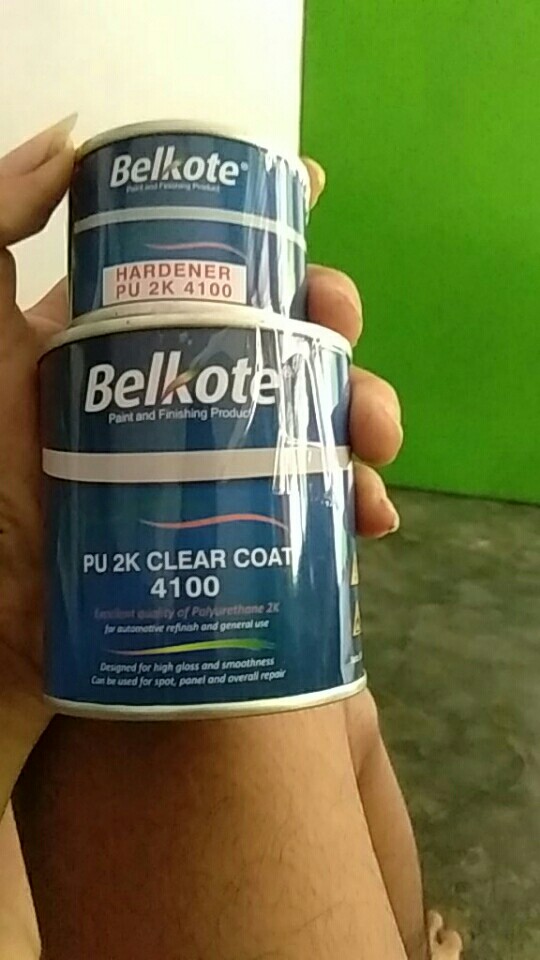 Belkote®
Paint and Finishing Product
HARDENER
PU 2K 4100
Belkote®
Paint and Finishing Product
PU 2K CLEAR COAT
4100
Excellent quality of Polyurethane 2K
for automotive refinish and general use
Designed for high gloss and smoothness
Can be used for spot, panel and overall repair